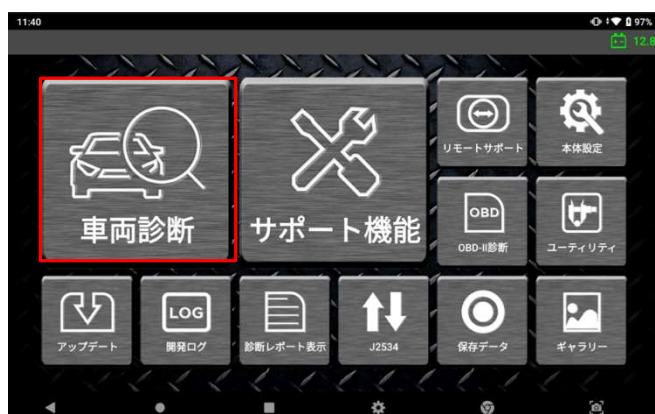 11:40
97%
12.8
車両診断
サポート機能
リモートサポート
本体設定
OBD
OBD-II診断
ユーティリティ
アップデート
LOG
開発ログ
診断レポート表示
J2534
保存データ
ギャラリー